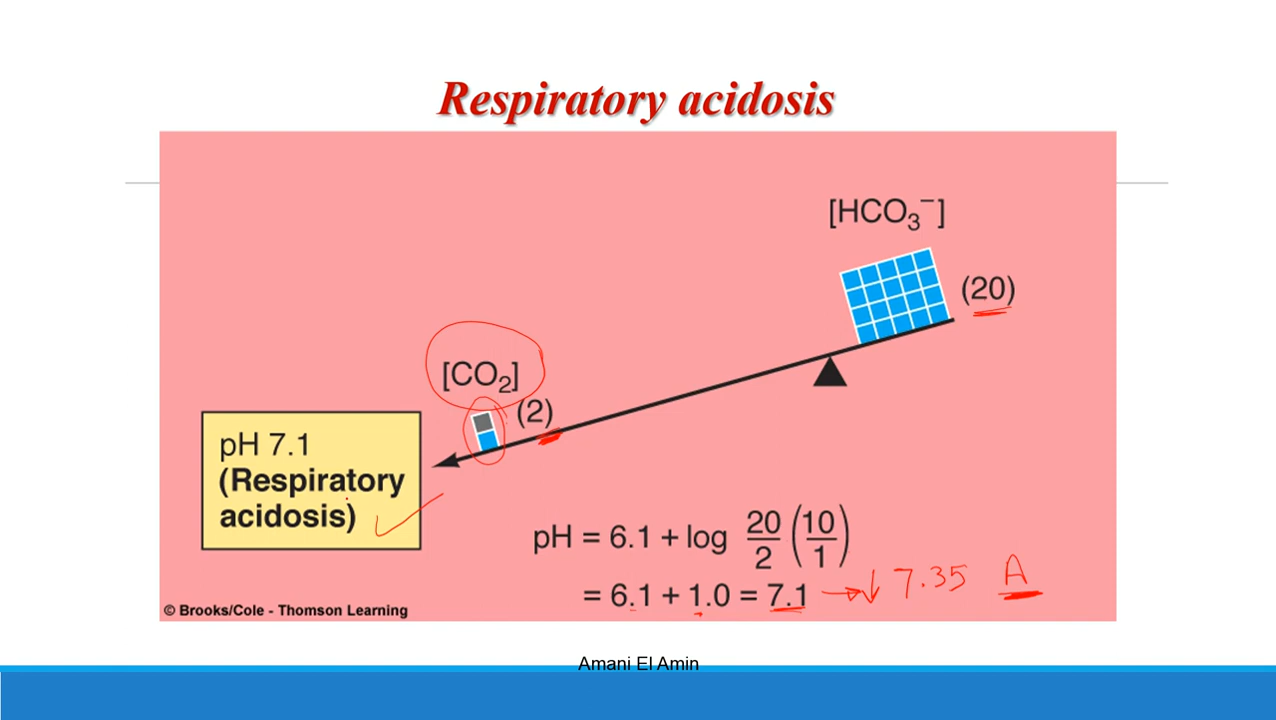 Respiratory acidosis
[HCO₃⁻]
(20)
[CO₂]
(2)
pH 7.1
(Respiratory
acidosis)
pH = 6.1 + log 20/2 (10/1)
= 6.1 + 1.0 = 7.1 → ↓ 7.35 A
© Brooks/Cole - Thomson Learning
Amani El Amin